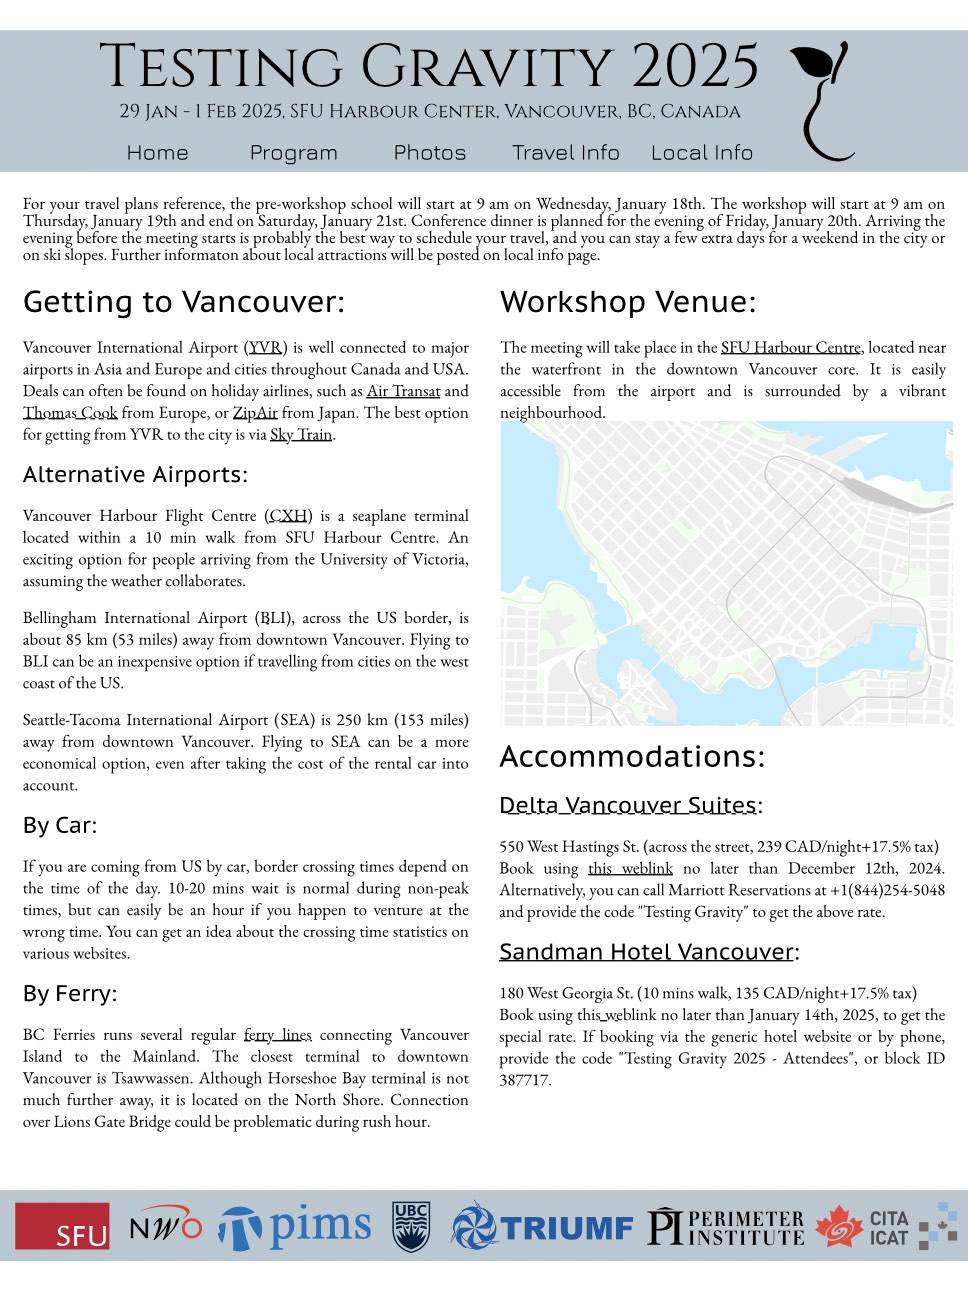 Testing Gravity 2025
29 Jan - 1 Feb 2025, SFU Harbour Center, Vancouver, BC, Canada
Home Program Photos Travel Info Local Info
For your travel plans reference, the pre-workshop school will start at 9 am on Wednesday, January 18th. The workshop will start at 9 am on
Thursday, January 19th and end on Saturday, January 21st. Conference dinner is planned for the evening of Friday, January 20th. Arriving the
evening before the meeting starts is probably the best way to schedule your travel, and you can stay a few extra days for a weekend in the city or
on ski slopes. Further informaton about local attractions will be posted on local info page.
Getting to Vancouver:
Vancouver International Airport (YVR) is well connected to major
airports in Asia and Europe and cities throughout Canada and USA.
Deals can often be found on holiday airlines, such as Air Transat and
Thomas Cook from Europe, or ZipAir from Japan. The best option
for getting from YVR to the city is via Sky Train.
Alternative Airports:
Vancouver Harbour Flight Centre (CXH) is a seaplane terminal
located within a 10 min walk from SFU Harbour Centre. An
exciting option for people arriving from the University of Victoria,
assuming the weather collaborates.
Bellingham International Airport (BLI), across the US border, is
about 85 km (53 miles) away from downtown Vancouver. Flying to
BLI can be an inexpensive option if travelling from cities on the west
coast of the US.
Seattle-Tacoma International Airport (SEA) is 250 km (153 miles)
away from downtown Vancouver. Flying to SEA can be a more
economical option, even after taking the cost of the rental car into
account.
By Car:
If you are coming from US by car, border crossing times depend on
the time of the day. 10-20 mins wait is normal during non-peak
times, but can easily be an hour if you happen to venture at the
wrong time. You can get an idea about the crossing time statistics on
various websites.
By Ferry:
BC Ferries runs several regular ferry lines connecting Vancouver
Island to the Mainland. The closest terminal to downtown
Vancouver is Tsawwassen. Although Horseshoe Bay terminal is not
much further away, it is located on the North Shore. Connection
over Lions Gate Bridge could be problematic during rush hour.
Workshop Venue:
The meeting will take place in the SFU Harbour Centre, located near
the waterfront in the downtown Vancouver core. It is easily
accessible from the airport and is surrounded by a vibrant
neighbourhood.
Accommodations:
Delta Vancouver Suites:
550 West Hastings St. (across the street, 239 CAD/night+17.5% tax)
Book using this weblink no later than December 12th, 2024.
Alternatively, you can call Marriott Reservations at +1(844)254-5048
and provide the code "Testing Gravity" to get the above rate.
Sandman Hotel Vancouver:
180 West Georgia St. (10 mins walk, 135 CAD/night+17.5% tax)
Book using this weblink no later than January 14th, 2025, to get the
special rate. If booking via the generic hotel website or by phone,
provide the code "Testing Gravity 2025 - Attendees", or block ID
387717.
SFU NWO pims UBC TRIUMF PI PERIMETER INSTITUTE CITA ICAT